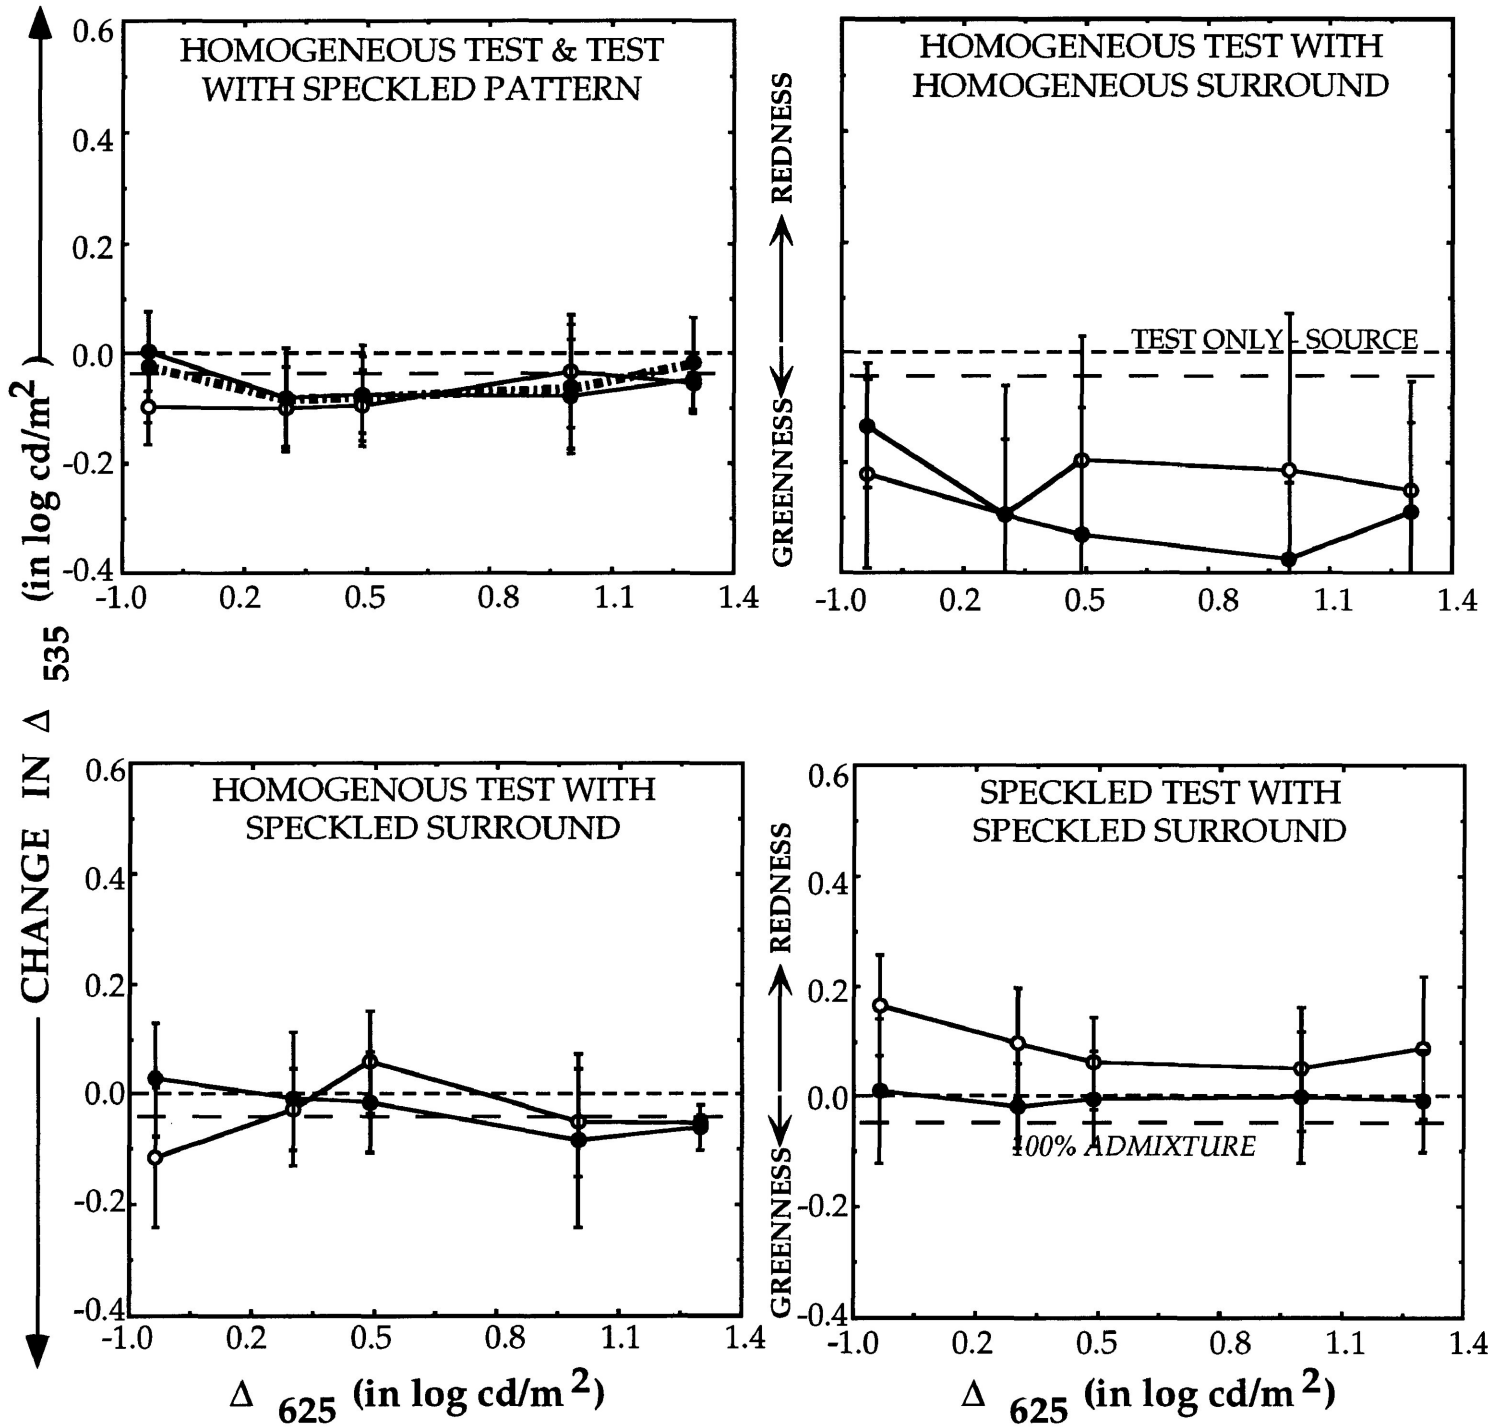 CHANGE IN Δ 535 (in log cd/m 2 )
HOMOGENEOUS TEST & TEST
WITH SPECKLED PATTERN
0.6
0.4
0.2
0.0
-0.2
-0.4
-1.0 0.2 0.5 0.8 1.1 1.4
HOMOGENEOUS TEST WITH
HOMOGENEOUS SURROUND
REDNESS
GREENNESS
TEST ONLY - SOURCE
-1.0 0.2 0.5 0.8 1.1 1.4
HOMOGENOUS TEST WITH
SPECKLED SURROUND
0.6
0.4
0.2
0.0
-0.2
-0.4
-1.0 0.2 0.5 0.8 1.1 1.4
Δ 625 (in log cd/m 2 )
SPECKLED TEST WITH
SPECKLED SURROUND
REDNESS
GREENNESS
0.6
0.4
0.2
0.0
-0.2
-0.4
100% ADMIXTURE
-1.0 0.2 0.5 0.8 1.1 1.4
Δ 625 (in log cd/m 2 )